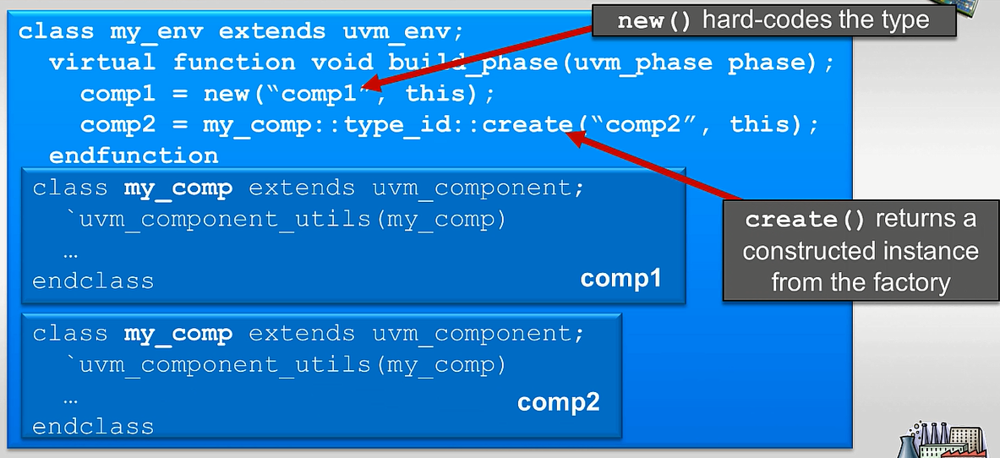 new() hard-codes the type
class my_env extends uvm_env;
virtual function void build_phase(uvm_phase phase);
comp1 = new(“comp1”, this);
comp2 = my_comp::type_id::create(“comp2”, this);
endfunction
class my_comp extends uvm_component;
`uvm_component_utils(my_comp)
…
endclass
comp1
create() returns a
constructed instance
from the factory
class my_comp extends uvm_component;
`uvm_component_utils(my_comp)
…
comp2
endclass